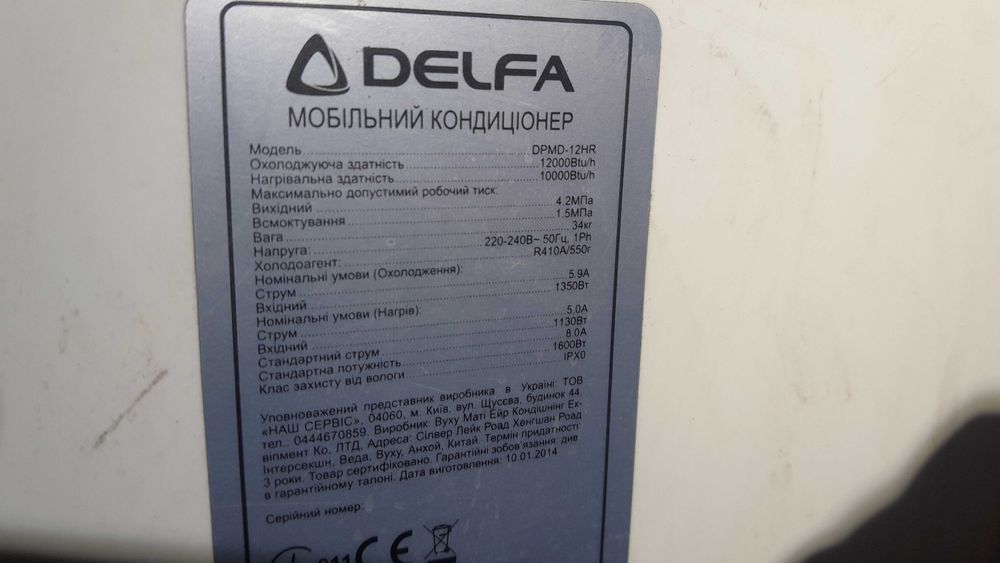 DELFA
МОБІЛЬНИЙ КОНДИЦІОНЕР
Модель DPMD-12HR
Охолоджуюча здатність 12000Btu/h
Нагрівальна здатність 10000Btu/h
Максимально допустимий робочий тиск:
Вихідний 4.2МПа
Всмоктування 1.5МПа
Вага 34кг
Напруга: 220-240В~ 50Гц, 1Ph
Холодоагент: R410A/550г
Номінальні умови (Охолодження):
Струм 5.9А
Вхідний 1350Вт
Номінальні умови (Нагрів):
Струм 5.0А
Вхідний 1130Вт
Стандартний струм 8.0А
Стандартна потужність 1600Вт
Клас захисту від вологи IPX0
Уповноважений представник виробника в Україні: ТОВ
«НАШ СЕРВІС», 04060, м. Київ, вул. Щусєва, будинок 44,
тел.: 0444670859. Виробник: Вуху Маті Ейр Кондішнінг Ек-
віпмент Ко, ЛТД, Адреса: Сілвер Лейк Роад Хенгшан Роад
Інтерсекшн, Веда, Вуху, Анхой, Китай. Термін придатності:
3 роки. Товар сертифіковано. Гарантійні зобов'язання: див
в гарантійному талоні. Дата виготовлення: 10.01.2014
Серійний номер:
CE